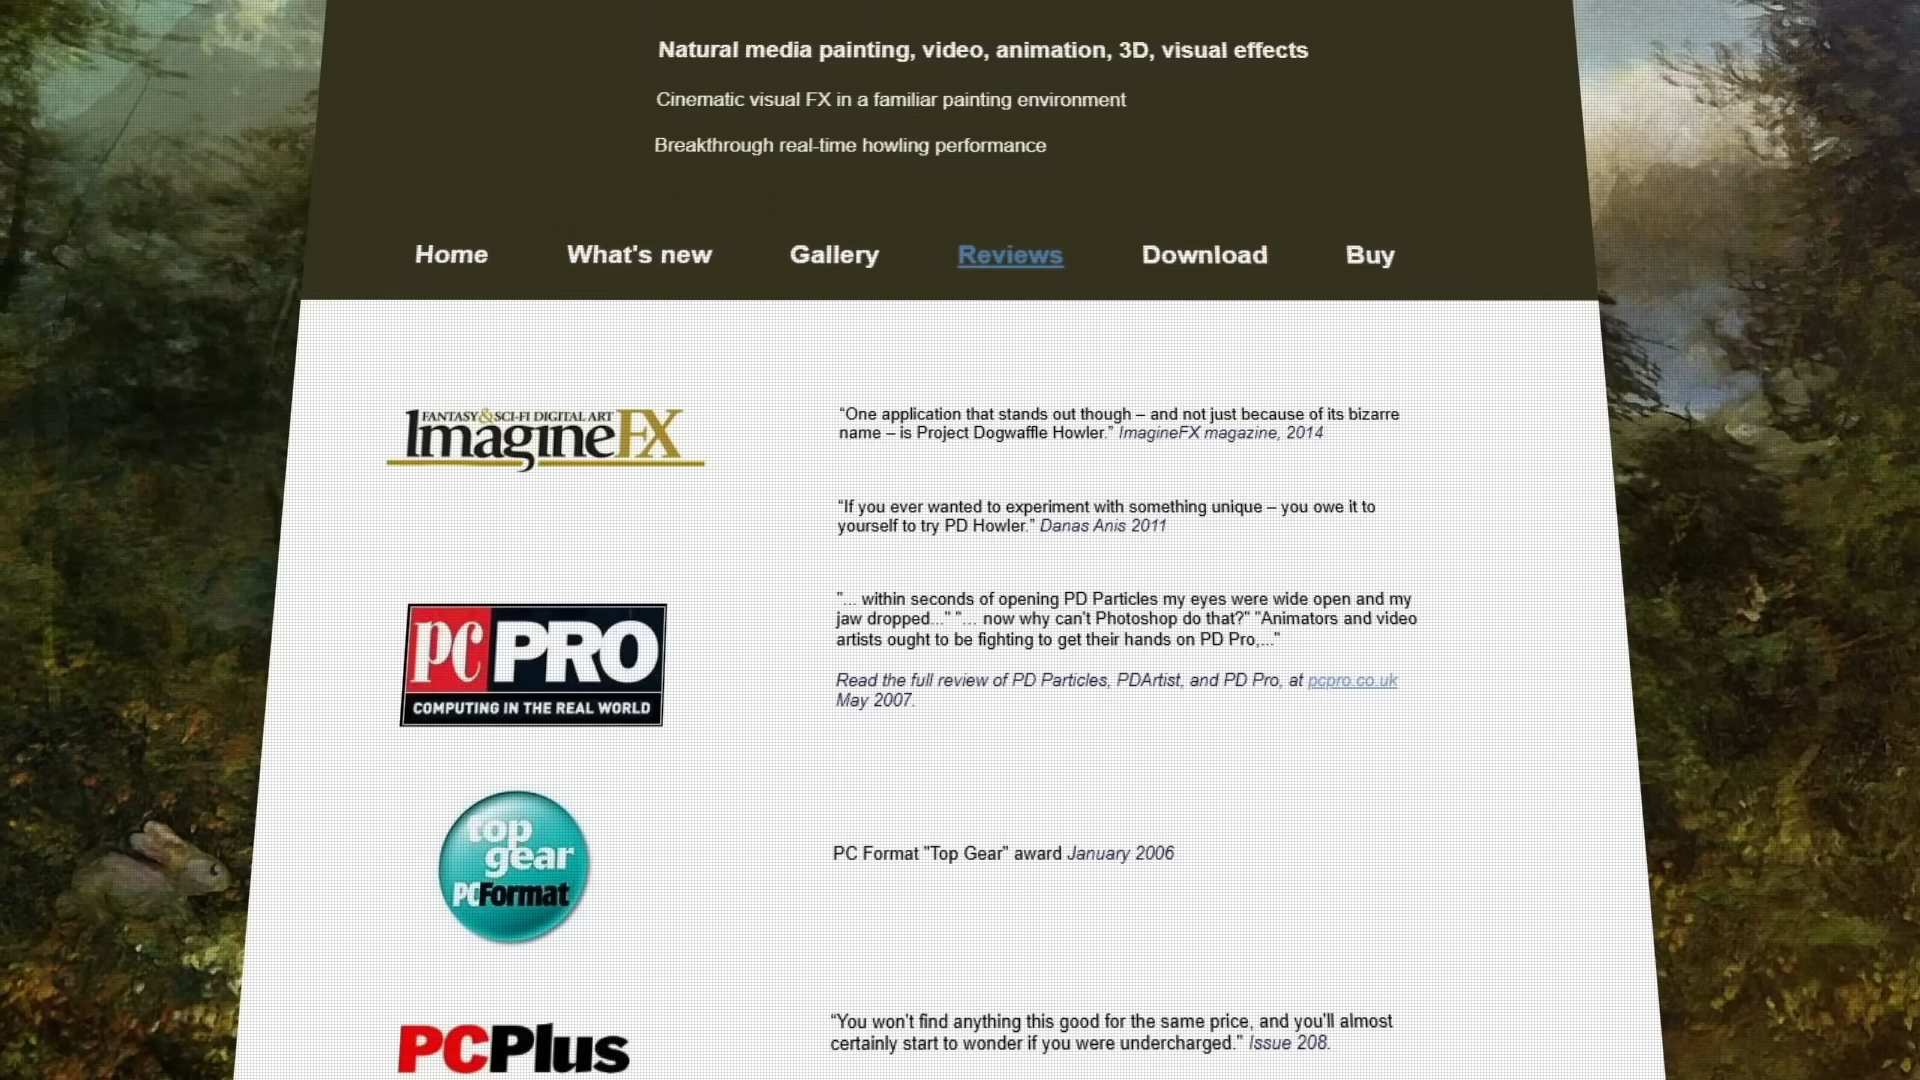 Natural media painting, video, animation, 3D, visual effects
Cinematic visual FX in a familiar painting environment
Breakthrough real-time howling performance
Home What's new Gallery Reviews Download Buy
FANTASY & SCI-FI DIGITAL ART
ImagineFX
“One application that stands out though – and not just because of its bizarre
name – is Project Dogwaffle Howler.” ImagineFX magazine, 2014
“If you ever wanted to experiment with something unique – you owe it to
yourself to try PD Howler.” Danas Anis 2011
pc PRO
COMPUTING IN THE REAL WORLD
"... within seconds of opening PD Particles my eyes were wide open and my
jaw dropped..." "... now why can't Photoshop do that?" "Animators and video
artists ought to be fighting to get their hands on PD Pro,..."
Read the full review of PD Particles, PDArtist, and PD Pro, at pcpro.co.uk
May 2007.
top
gear
PCFormat
PC Format "Top Gear" award January 2006
PCPlus
“You won't find anything this good for the same price, and you'll almost
certainly start to wonder if you were undercharged.” Issue 208.